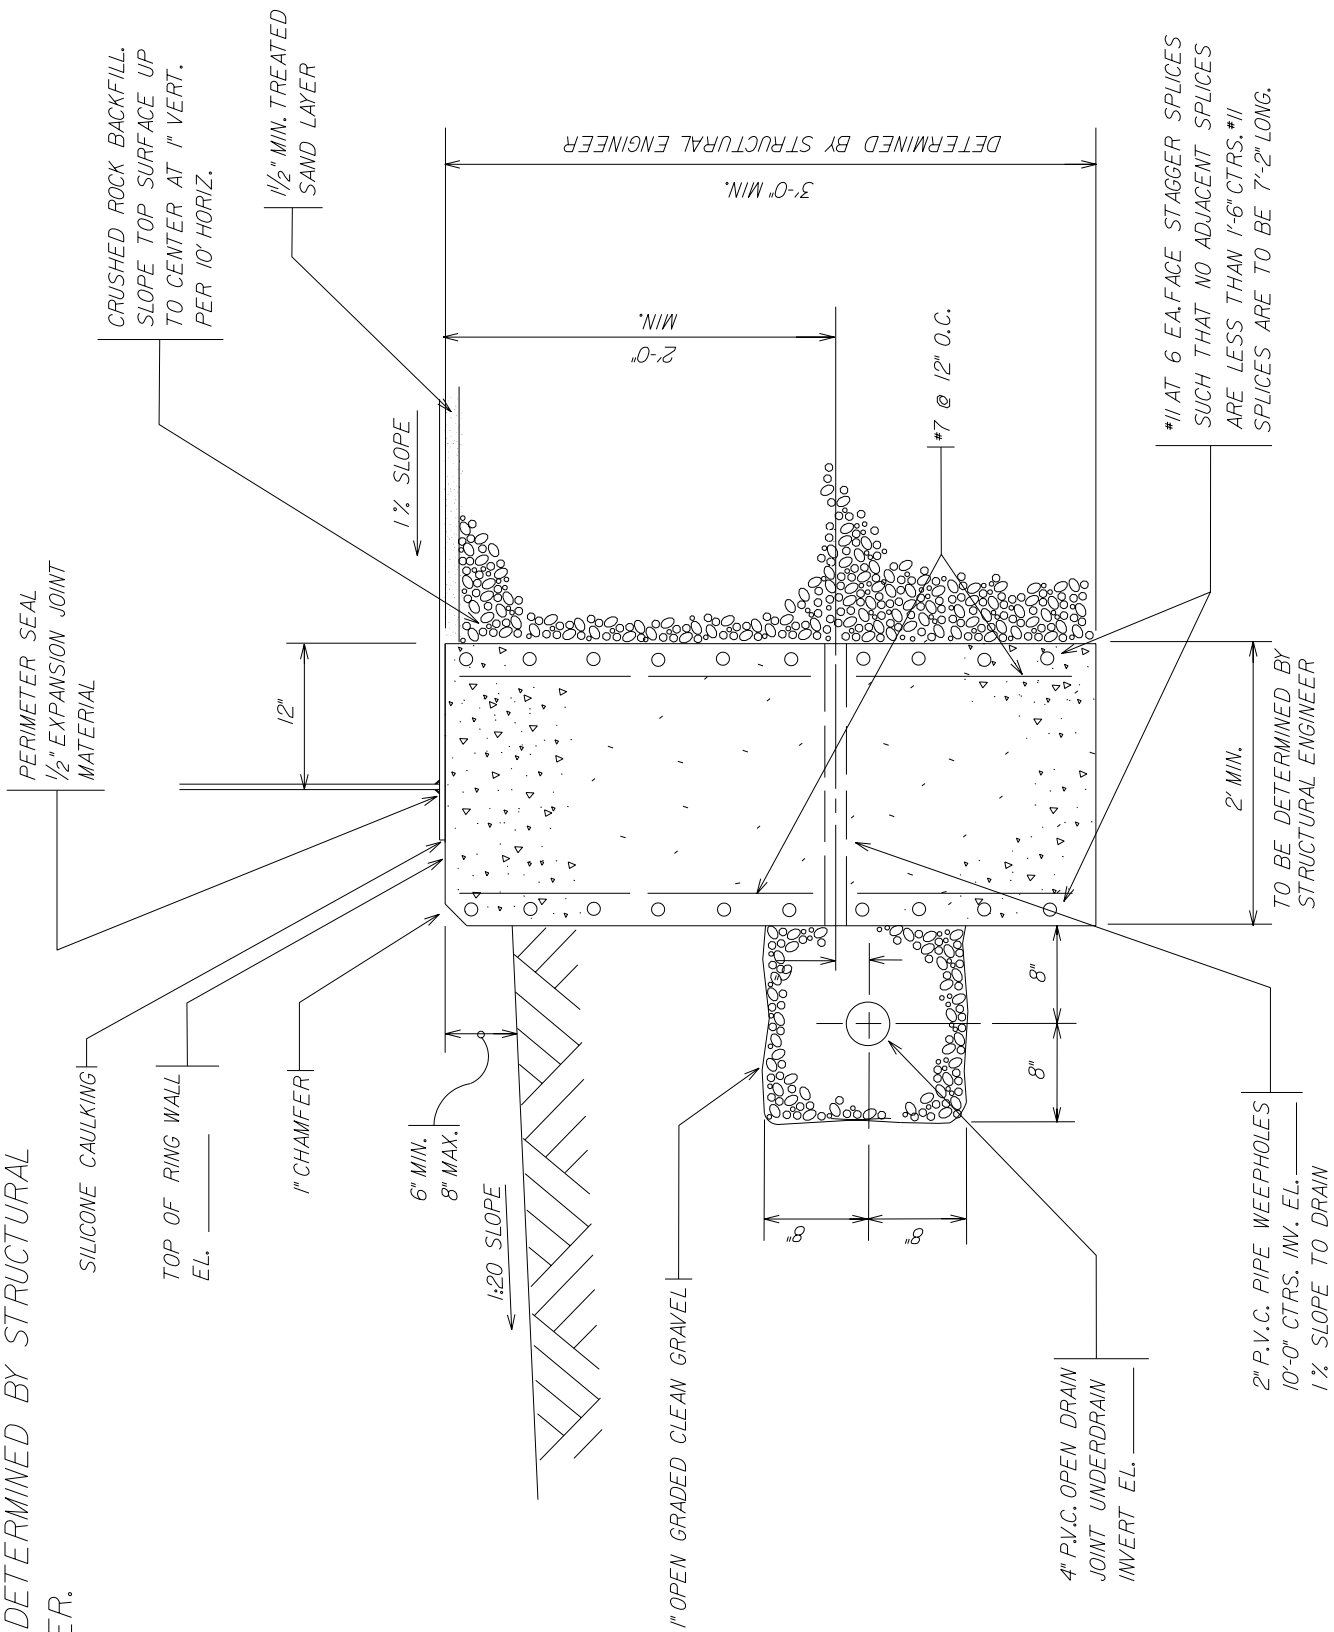 DETERMINED BY STRUCTURAL
ER.
SILICONE CAULKING
TOP OF RING WALL
EL.
1" CHAMFER
6" MIN.
8" MAX.
1:20 SLOPE
1" OPEN GRADED CLEAN GRAVEL
4" P.V.C. OPEN DRAIN
JOINT UNDERDRAIN
INVERT EL.
2" P.V.C. PIPE WEEPHOLES
10'-0" CTRS. INV. EL.
1% SLOPE TO DRAIN
8"
8"
8"
8"
PERIMETER SEAL
1/2" EXPANSION JOINT
MATERIAL
12"
1% SLOPE
2' MIN.
TO BE DETERMINED BY
STRUCTURAL ENGINEER
CRUSHED ROCK BACKFILL.
SLOPE TOP SURFACE UP
TO CENTER AT 1" VERT.
PER 10' HORIZ.
1 1/2" MIN. TREATED
SAND LAYER
2'-0"
MIN.
3'-0" MIN.
DETERMINED BY STRUCTURAL ENGINEER
#7 @ 12" O.C.
#11 AT 6 EA. FACE STAGGER SPLICES
SUCH THAT NO ADJACENT SPLICES
ARE LESS THAN 1'-6" CTRS. #11
SPLICES ARE TO BE 7'-2" LONG.